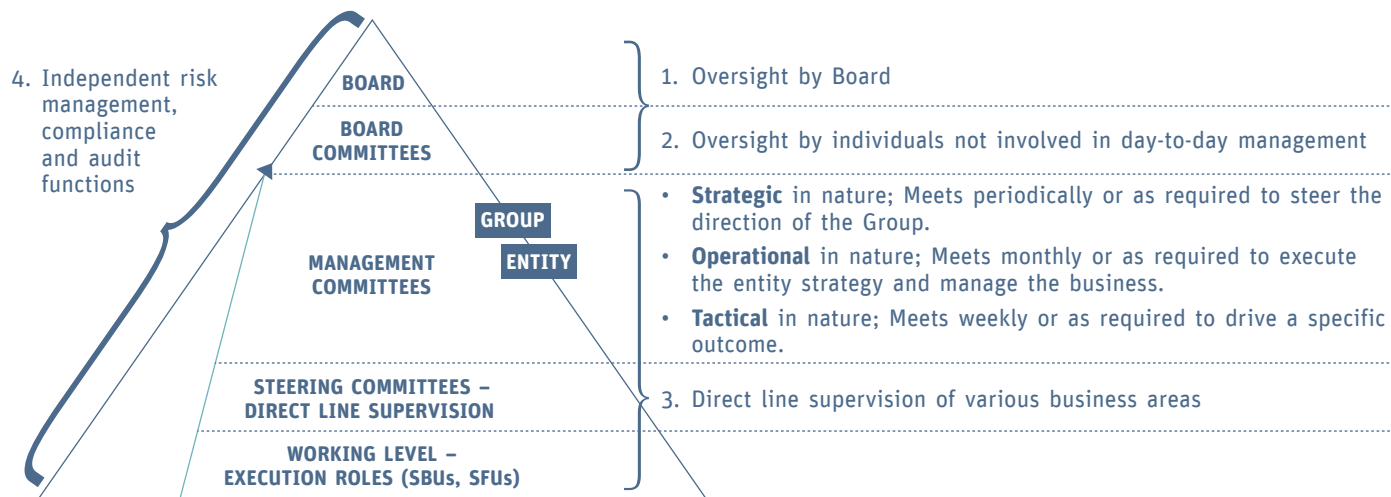 4. Independent risk
management,
compliance
and audit
functions
BOARD
1. Oversight by Board
BOARD
COMMITTEES
2. Oversight by individuals not involved in day-to-day management
GROUP
ENTITY
MANAGEMENT
COMMITTEES
• Strategic in nature; Meets periodically or as required to steer the
direction of the Group.
• Operational in nature; Meets monthly or as required to execute
the entity strategy and manage the business.
• Tactical in nature; Meets weekly or as required to drive a specific
outcome.
STEERING COMMITTEES –
DIRECT LINE SUPERVISION
3. Direct line supervision of various business areas
WORKING LEVEL –
EXECUTION ROLES (SBUs, SFUs)